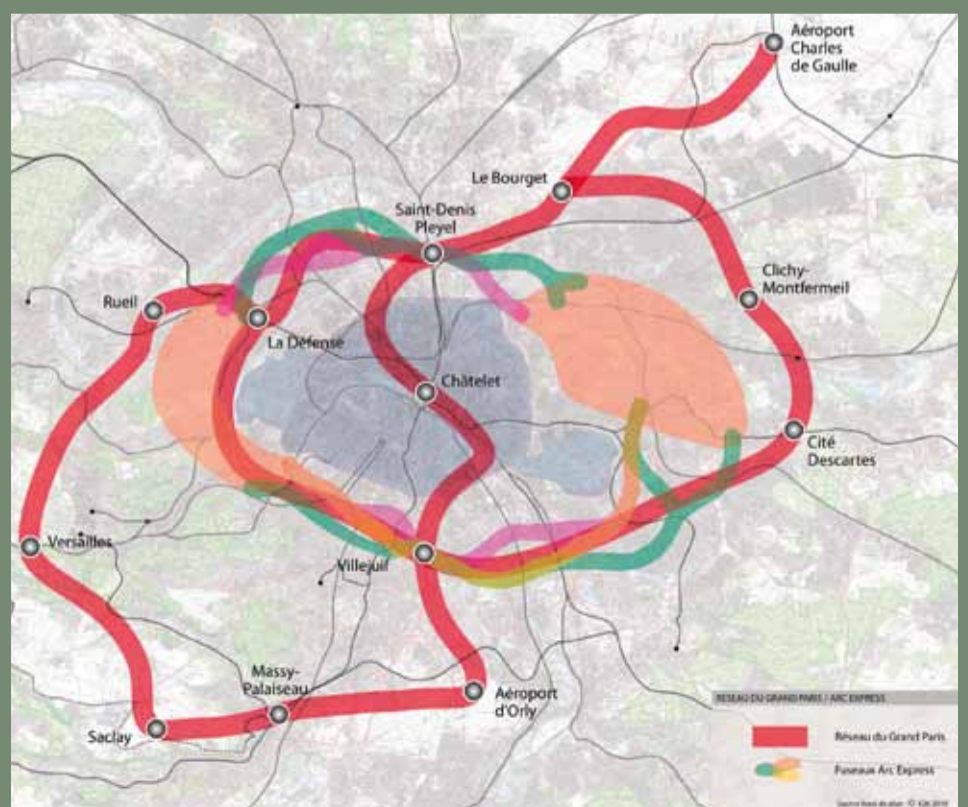 Aéroport
Charles
de Gaulle
Le Bourget
Saint-Denis
Pleyel
Clichy-
Montfermeil
Rueil
La Défense
Châtelet
Cité
Descartes
Versailles
Villejuif
Massy-
Palaiseau
Aéroport
d'Orly
Saclay
RESEAU DU GRAND PARIS / ARC EXPRESS
Réseau du Grand Paris
Fuseaux Arc Express